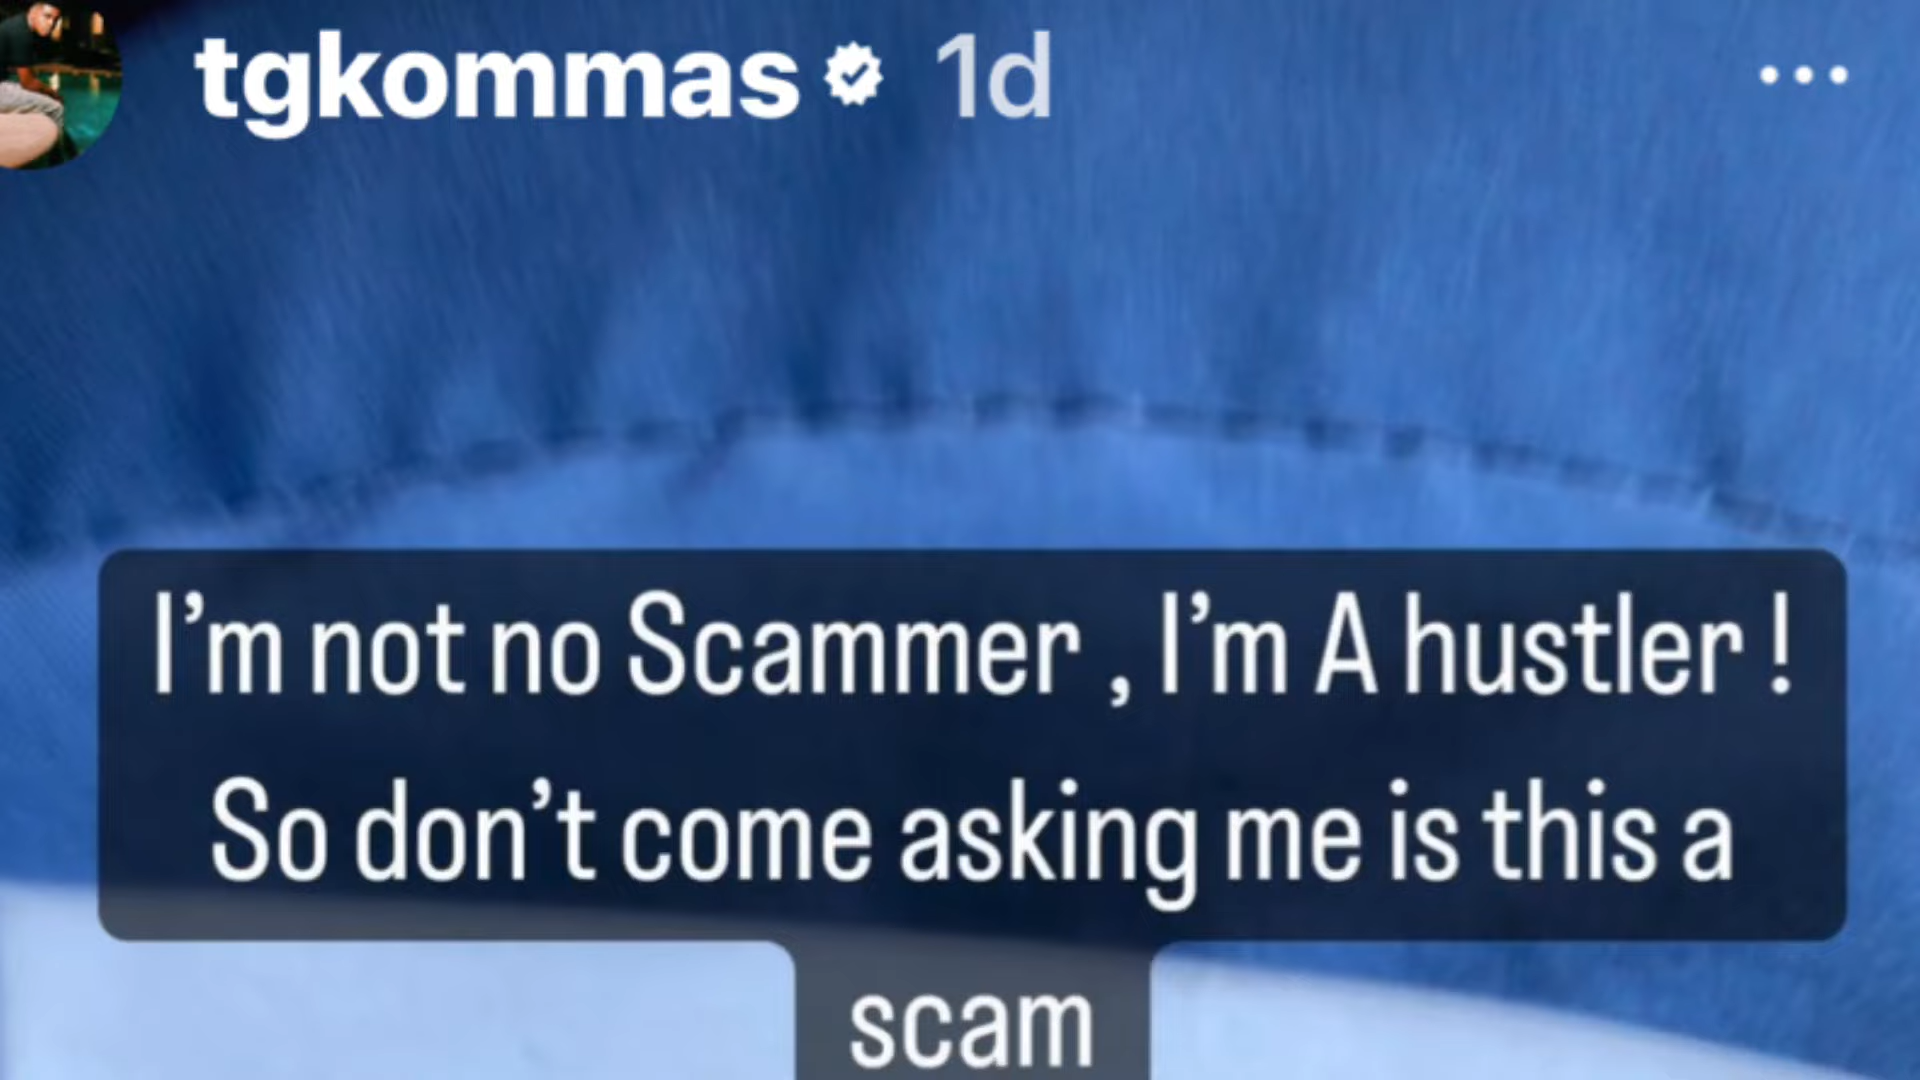 tgkommas 1d
I’m not no Scammer , I’m A hustler !
So don’t come asking me is this a
scam